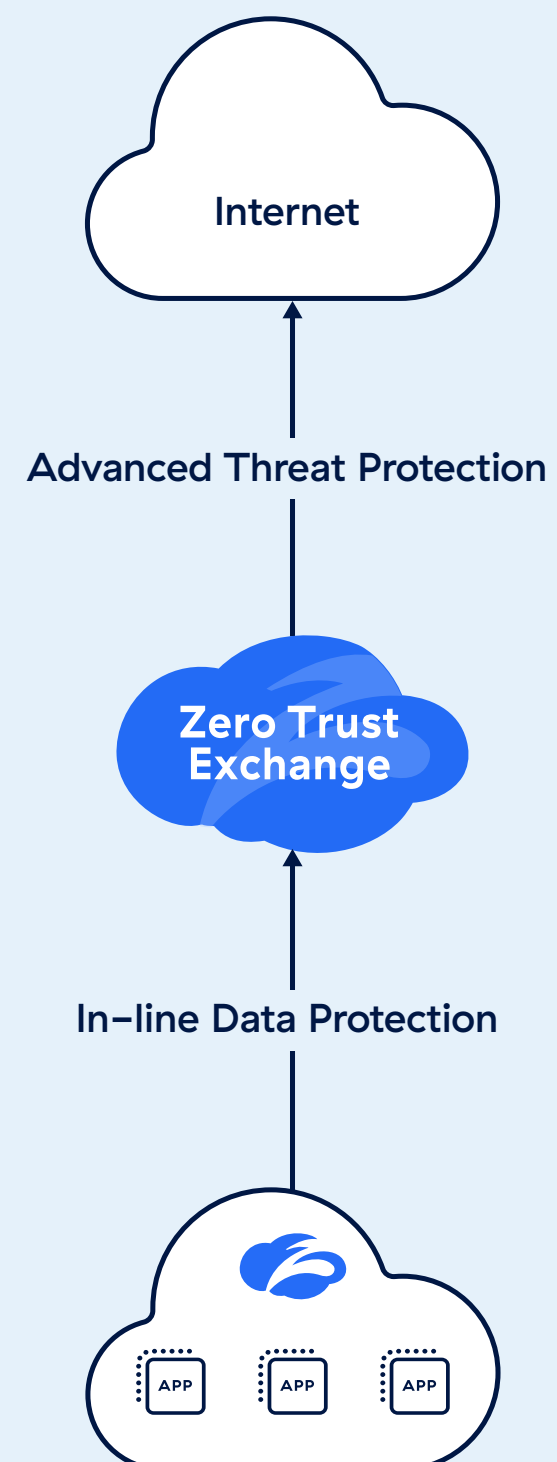 Internet
Advanced Threat Protection
Zero Trust
Exchange
In-line Data Protection
APP APP APP